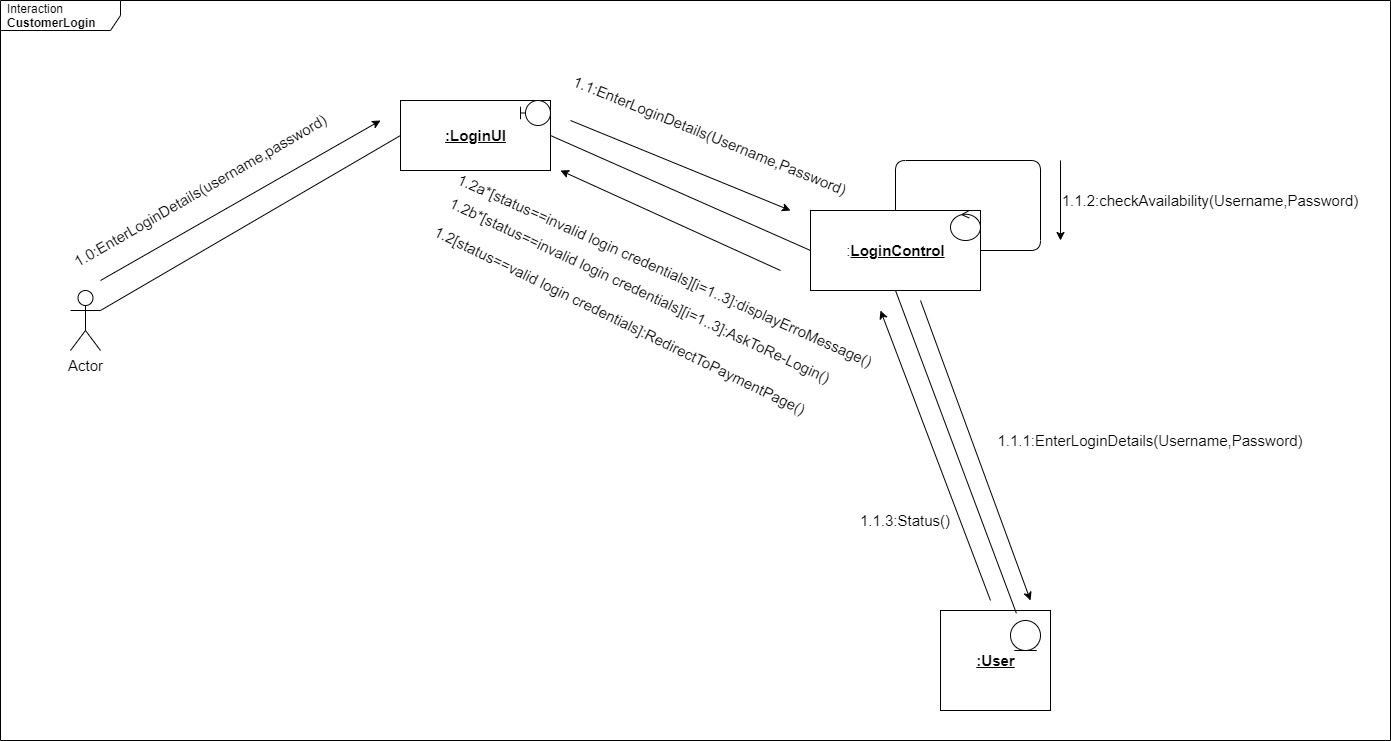 Interaction
CustomerLogin
1.0:EnterLoginDetails(username,password)
:LoginUI
1.1:EnterLoginDetails(Username,Password)
1.2a*[status==invalid login credentials][i=1..3]:displayErroMessage()
1.2b*[status==invalid login credentials][i=1..3]:AskToRe-Login()
1.2[status==valid login credentials]:RedirectToPaymentPage()
1.1.2:checkAvailability(Username,Password)
:LoginControl
Actor
1.1.1:EnterLoginDetails(Username,Password)
1.1.3:Status()
:User